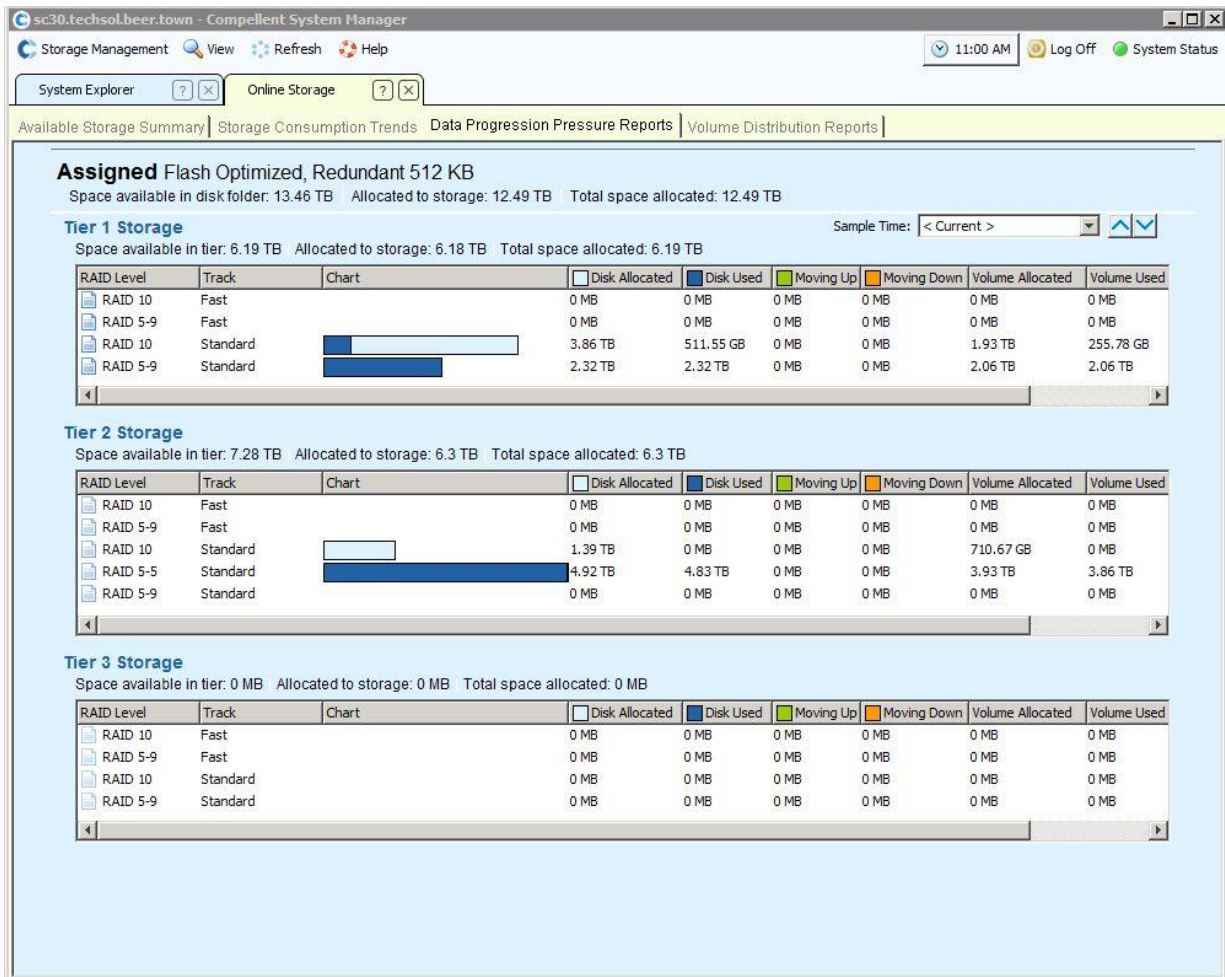 sc30.techsol.beer.town - Compellent System Manager
Storage Management View Refresh Help 11:00 AM Log Off System Status
System Explorer ? Online Storage ?
Available Storage Summary Storage Consumption Trends Data Progression Pressure Reports Volume Distribution Reports
Assigned Flash Optimized, Redundant 512 KB
Space available in disk folder: 13.46 TB Allocated to storage: 12.49 TB Total space allocated: 12.49 TB
Tier 1 Storage Sample Time: < Current >
Space available in tier: 6.19 TB Allocated to storage: 6.18 TB Total space allocated: 6.19 TB
RAID Level Track Chart Disk Allocated Disk Used Moving Up Moving Down Volume Allocated Volume Used
RAID 10 Fast 0 MB 0 MB 0 MB 0 MB 0 MB 0 MB
RAID 5-9 Fast 0 MB 0 MB 0 MB 0 MB 0 MB 0 MB
RAID 10 Standard 3.86 TB 511.55 GB 0 MB 0 MB 1.93 TB 255.78 GB
RAID 5-9 Standard 2.32 TB 2.32 TB 0 MB 0 MB 2.06 TB 2.06 TB
Tier 2 Storage
Space available in tier: 7.28 TB Allocated to storage: 6.3 TB Total space allocated: 6.3 TB
RAID Level Track Chart Disk Allocated Disk Used Moving Up Moving Down Volume Allocated Volume Used
RAID 10 Fast 0 MB 0 MB 0 MB 0 MB 0 MB 0 MB
RAID 5-9 Fast 0 MB 0 MB 0 MB 0 MB 0 MB 0 MB
RAID 10 Standard 1.39 TB 0 MB 0 MB 0 MB 710.67 GB 0 MB
RAID 5-5 Standard 4.92 TB 4.83 TB 0 MB 0 MB 3.93 TB 3.86 TB
RAID 5-9 Standard 0 MB 0 MB 0 MB 0 MB 0 MB 0 MB
Tier 3 Storage
Space available in tier: 0 MB Allocated to storage: 0 MB Total space allocated: 0 MB
RAID Level Track Chart Disk Allocated Disk Used Moving Up Moving Down Volume Allocated Volume Used
RAID 10 Fast 0 MB 0 MB 0 MB 0 MB 0 MB 0 MB
RAID 5-9 Fast 0 MB 0 MB 0 MB 0 MB 0 MB 0 MB
RAID 10 Standard 0 MB 0 MB 0 MB 0 MB 0 MB 0 MB
RAID 5-9 Standard 0 MB 0 MB 0 MB 0 MB 0 MB 0 MB